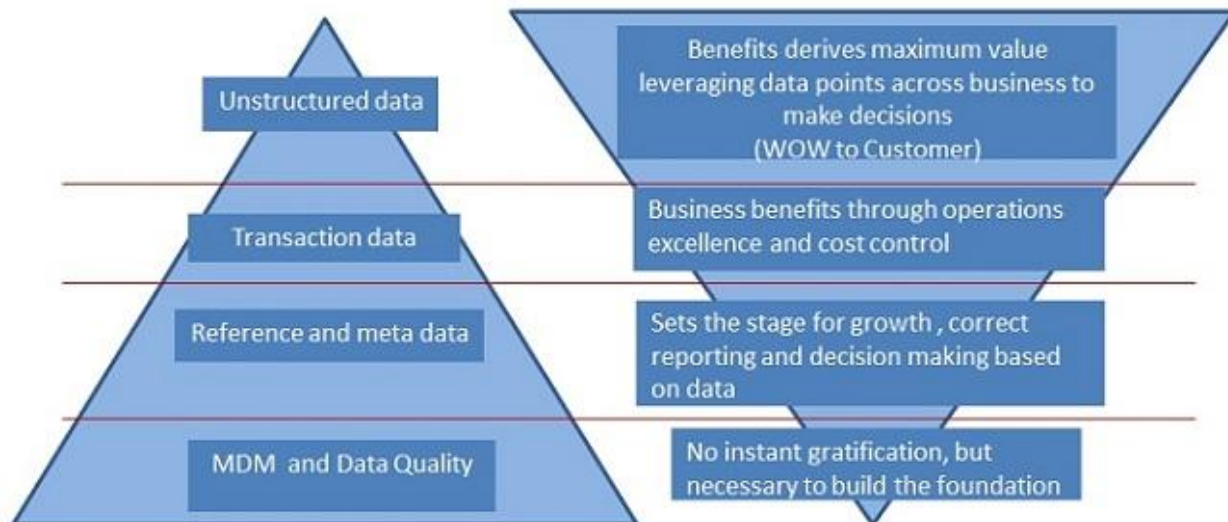 Unstructured data
Benefits derives maximum value
leveraging data points across business to
make decisions
(WOW to Customer)
Transaction data
Business benefits through operations
excellence and cost control
Reference and meta data
Sets the stage for growth , correct
reporting and decision making based
on data
MDM and Data Quality
No instant gratification, but
necessary to build the foundation